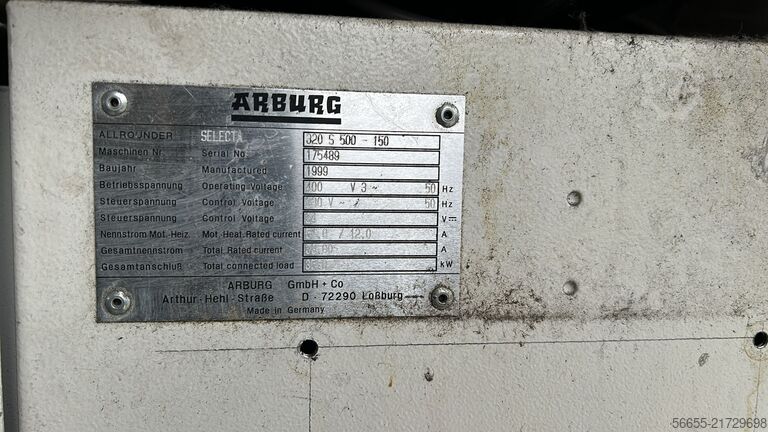 ARBURG
ALLROUNDER SELECTA 320 S 500 - 150
Maschinen Nr. Serial No. 175489
Baujahr Manufactured 1999
Betriebsspannung Operating Voltage 400 V 3 ~ 50 Hz
Steuerspannung Control Voltage V ~ / 50 Hz
Steuerspannung Control Voltage V⎓
Nennstrom Mot. Heiz. Mot. Heat. Rated current / 12.0 A
Gesamtnennstrom Total Rated current A
Gesamtanschluß Total connected load kW
ARBURG GmbH + Co
Arthur - Hehl - Straße D - 72290 Loßburg
Made in Germany
56655-21729698